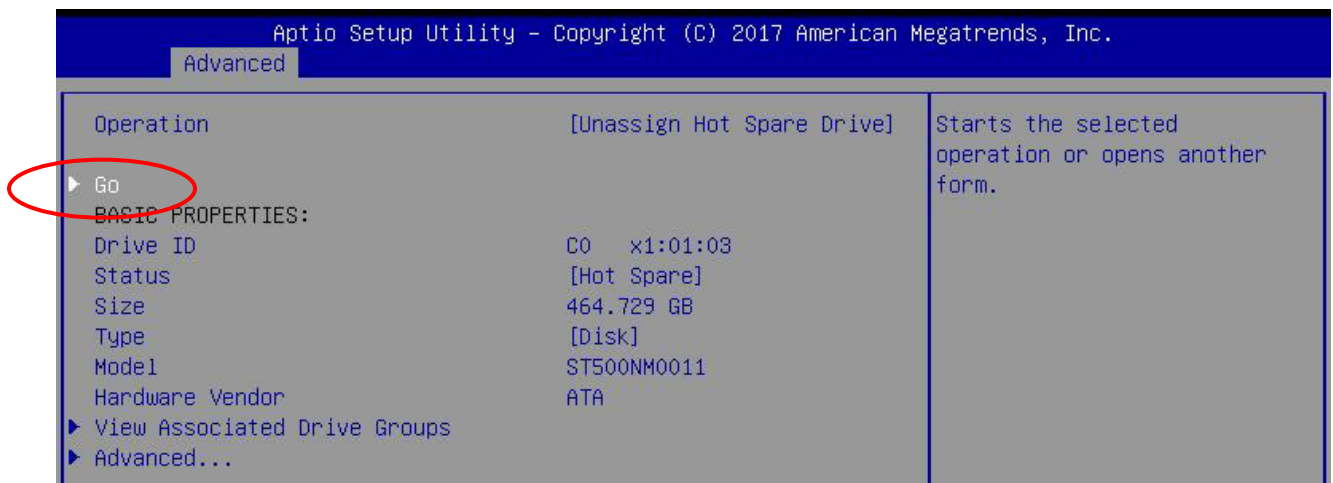 Aptio Setup Utility – Copyright (C) 2017 American Megatrends, Inc.
Advanced
Operation [Unassign Hot Spare Drive]
Starts the selected
operation or opens another
form.
Go
BASIC PROPERTIES:
Drive ID C0 x1:01:03
Status [Hot Spare]
Size 464.729 GB
Type [Disk]
Model ST500NM0011
Hardware Vendor ATA
View Associated Drive Groups
Advanced...